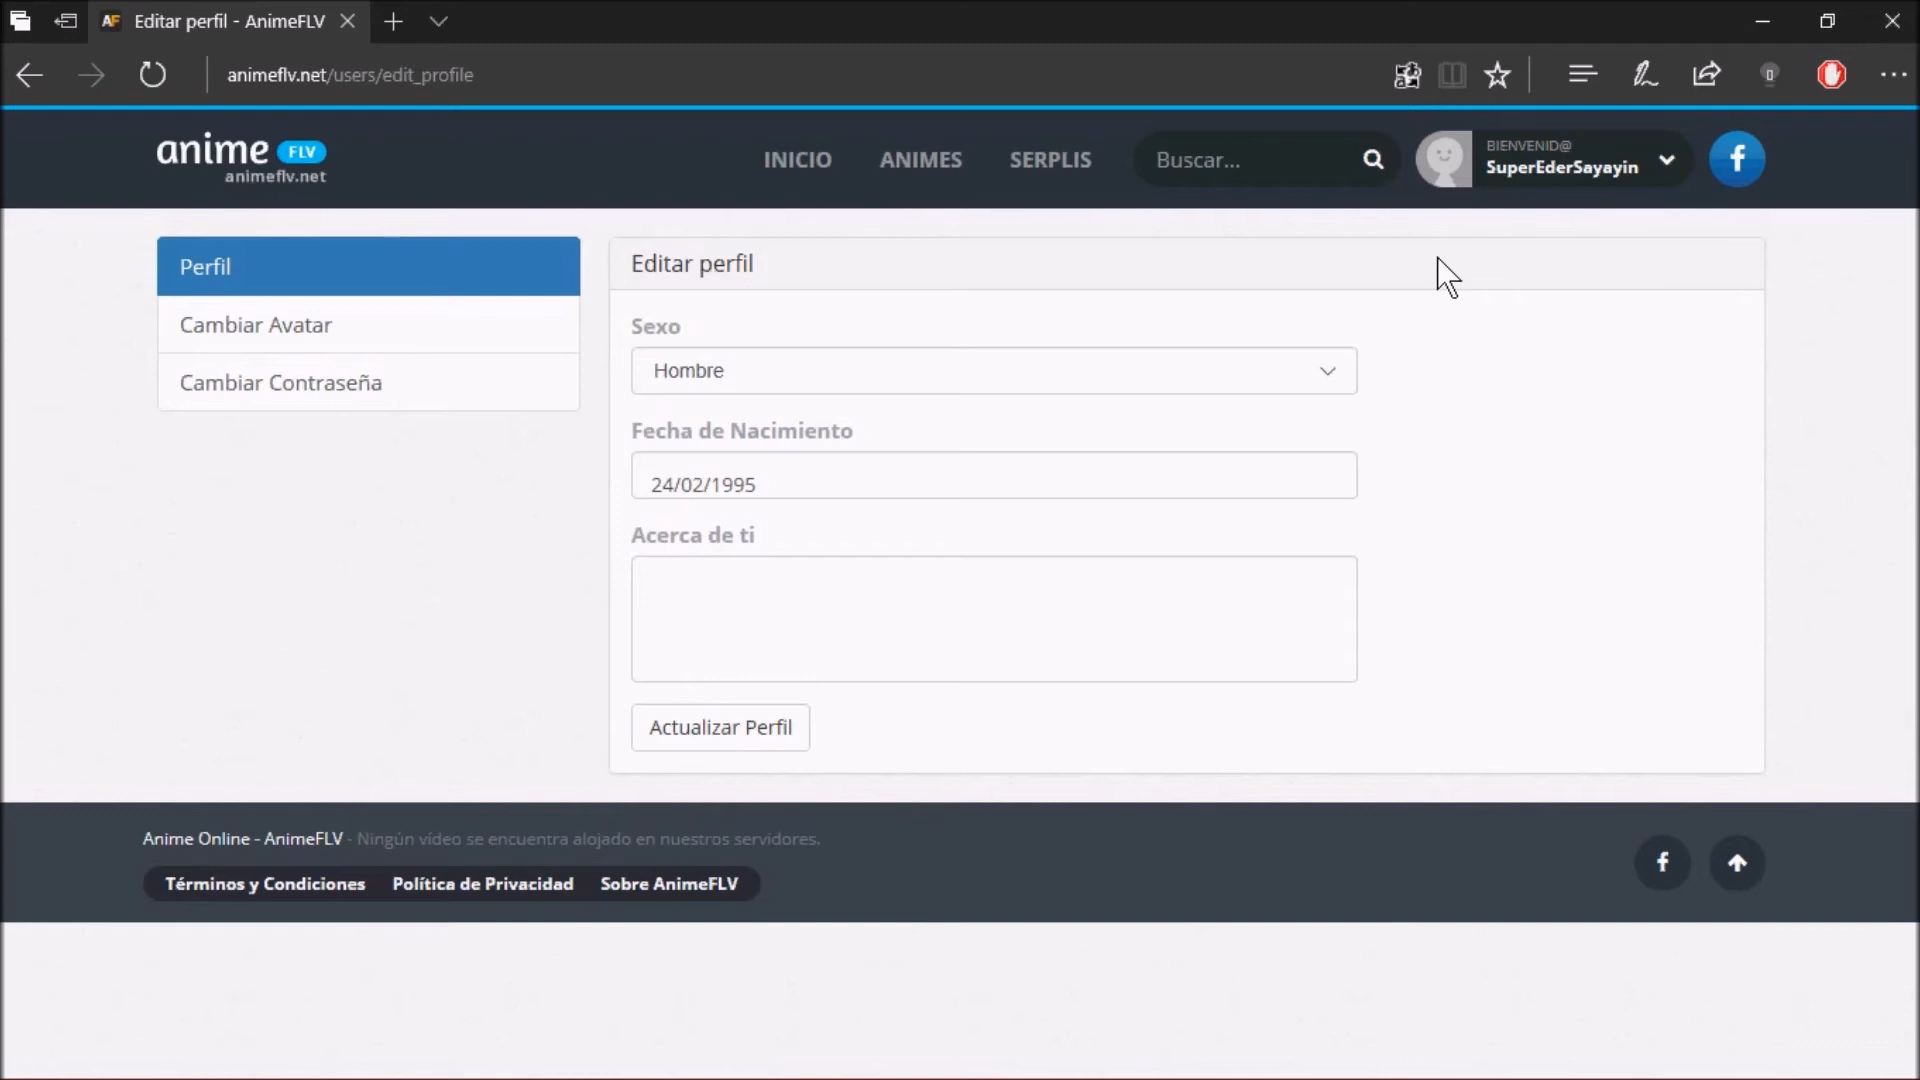 Editar perfil - AnimeFLV
animeflv.net/users/edit_profile
anime FLV
animeflv.net
INICIO
ANIMES
SERPLIS
Buscar...
BIENVENID@
SuperEderSayayin
Perfil
Cambiar Avatar
Cambiar Contraseña
Editar perfil
Sexo
Hombre
Fecha de Nacimiento
24/02/1995
Acerca de ti
Actualizar Perfil
Anime Online - AnimeFLV - Ningún vídeo se encuentra alojado en nuestros servidores.
Términos y Condiciones Política de Privacidad Sobre AnimeFLV